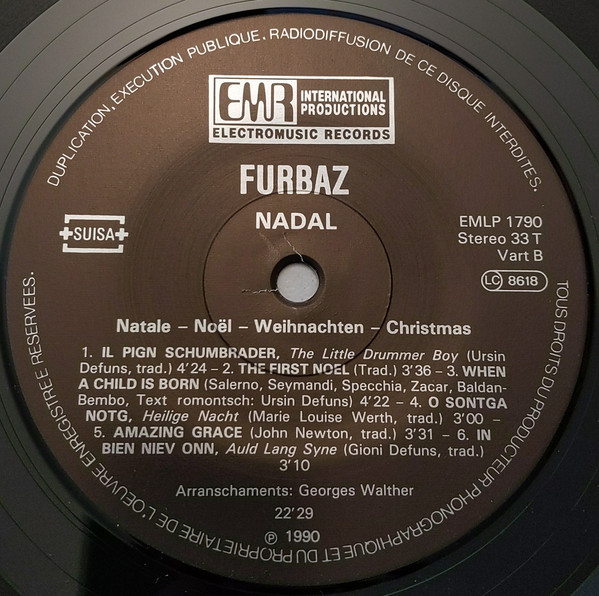 DUPLICATION, EXECUTION PUBLIQUE, RADIODIFFUSION DE CE DISQUE INTERDITES.
EMR INTERNATIONAL
PRODUCTIONS
ELECTROMUSIC RECORDS
FURBAZ
NADAL
SUISA
EMLP 1790
Stereo 33 T
Vart B
LC 8618
Natale – Noël – Weihnachten – Christmas
1. IL PIGN SCHUMBRADER, The Little Drummer Boy (Ursin
Defuns, trad.) 4'24 – 2. THE FIRST NOEL (Trad.) 3'36 – 3. WHEN
A CHILD IS BORN (Salerno, Seymandi, Specchia, Zacar, Baldan-
Bembo, Text romontsch: Ursin Defuns) 4'22 – 4. O SONTGA
NOTG, Heilige Nacht (Marie Louise Werth, trad.) 3'00 –
5. AMAZING GRACE (John Newton, trad.) 3'31 – 6. IN
BIEN NIEV ONN, Auld Lang Syne (Gioni Defuns, trad.)
3'10
Arranschaments: Georges Walther
22'29
℗ 1990
TOUS DROITS DU PRODUCTEUR PHONOGRAPHIQUE ET DU PROPRIETAIRE DE L'OEUVRE ENREGISTREE RESERVEES.